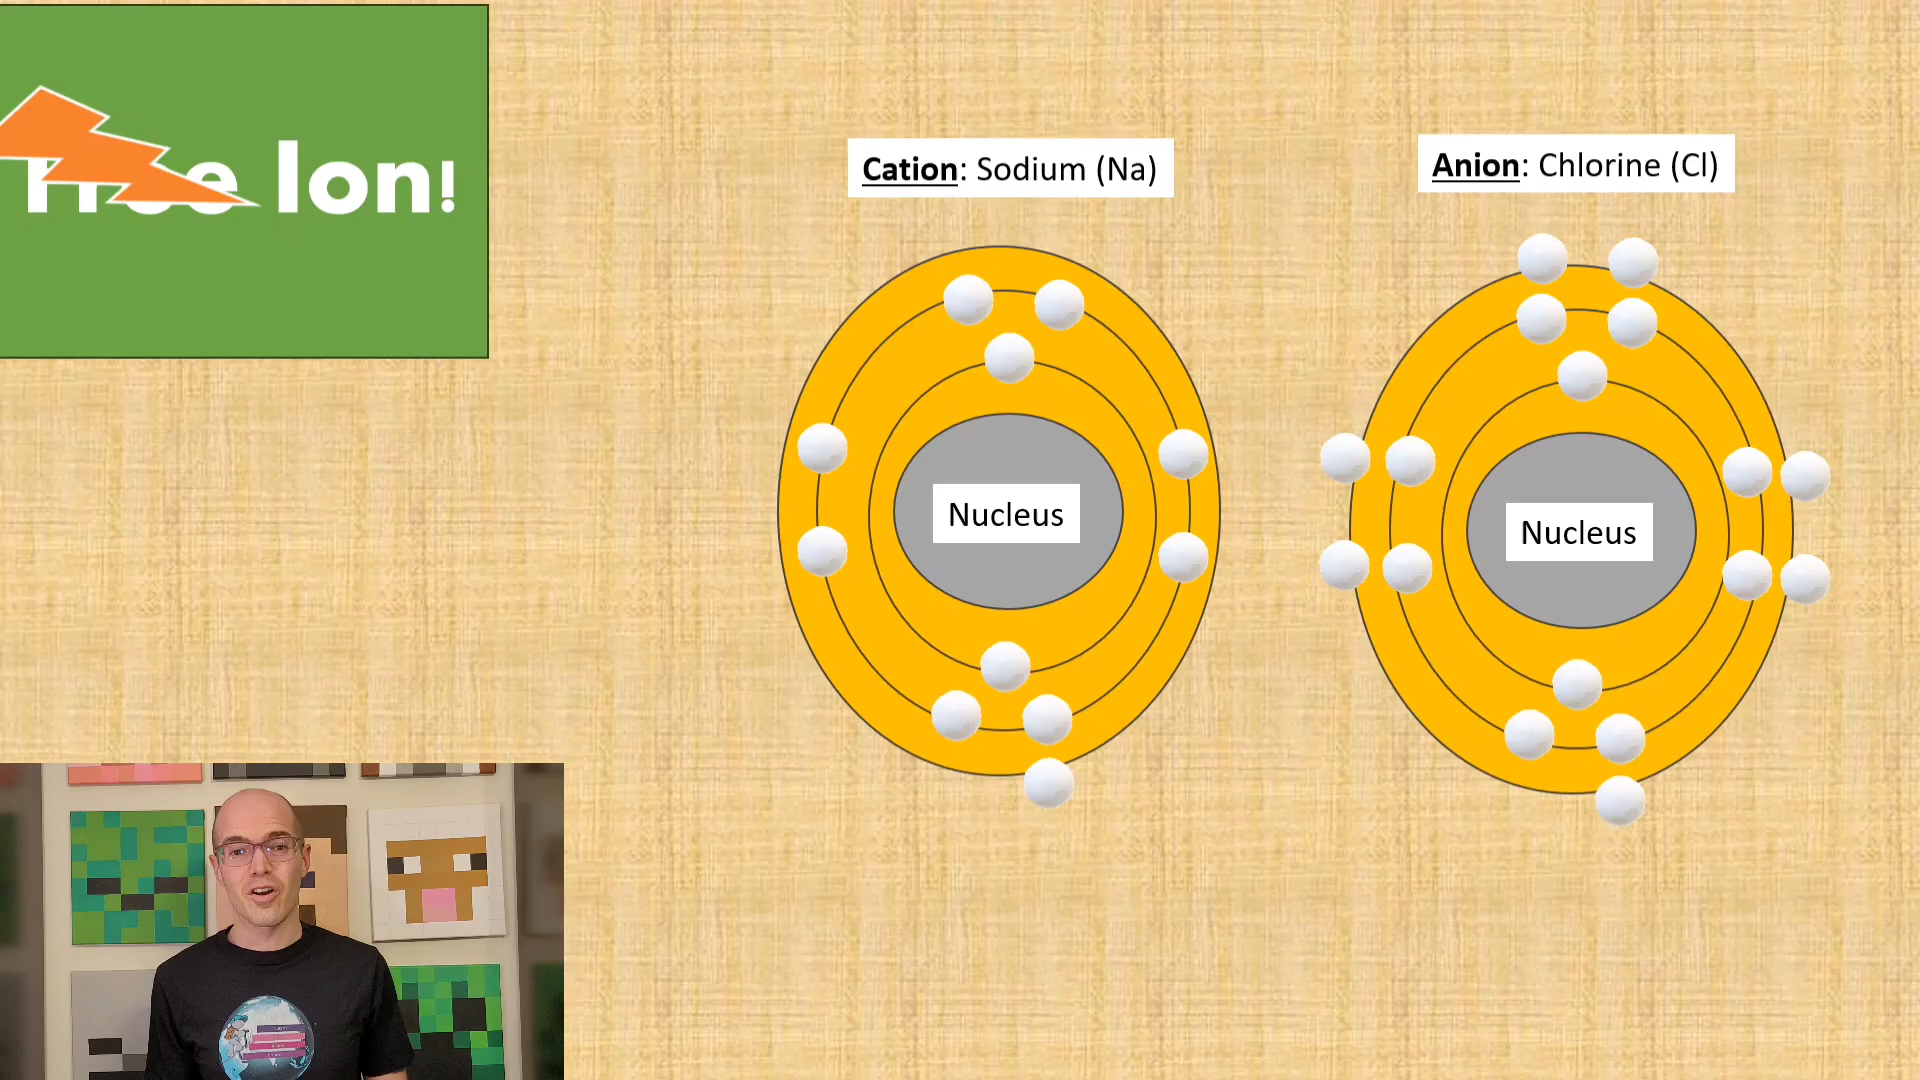 Ion!
Cation: Sodium (Na)
Anion: Chlorine (Cl)
Nucleus
Nucleus